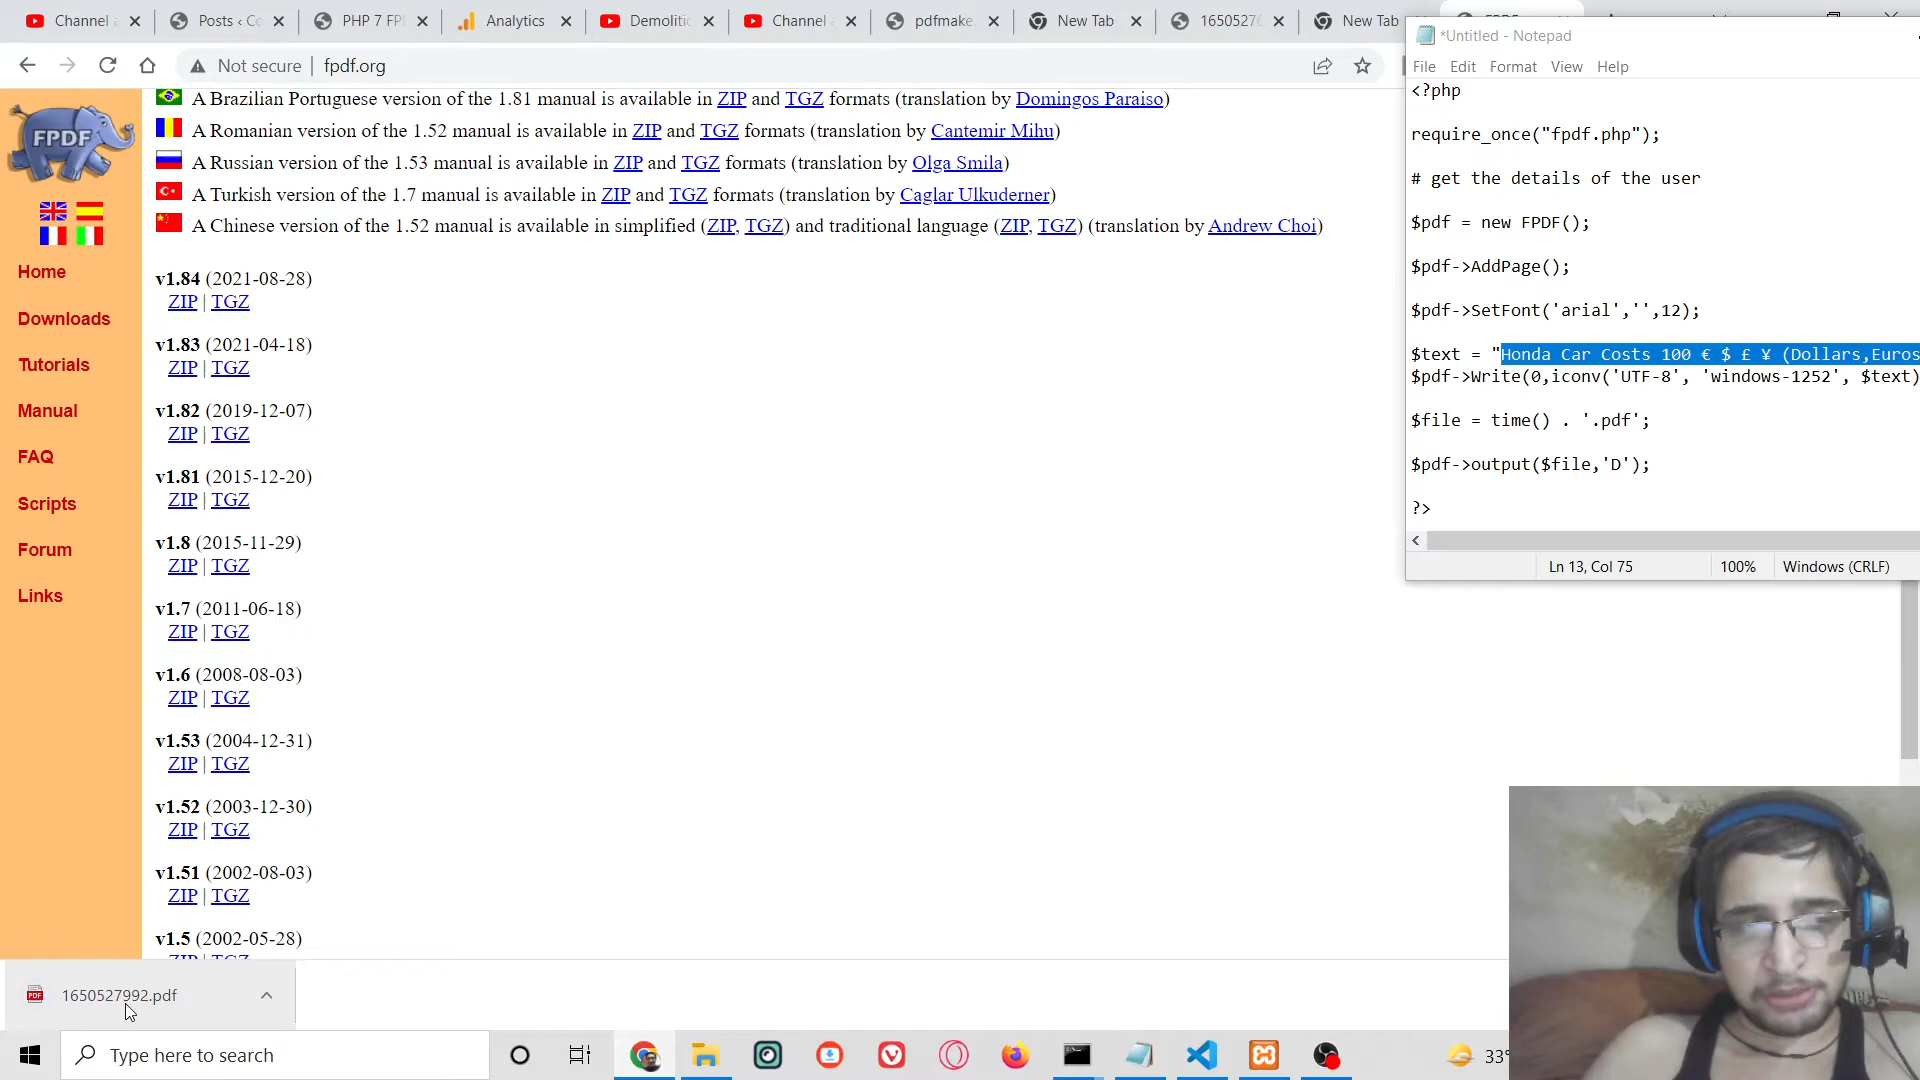 Channel a
Posts ‹ Co
PHP 7 FP
Analytics
Demolitio
Channel a
pdfmake.
New Tab
16505276
New Tab
Not secure
fpdf.org
FPDF
Home
Downloads
Tutorials
Manual
FAQ
Scripts
Forum
Links
A Brazilian Portuguese version of the 1.81 manual is available in ZIP and TGZ formats (translation by Domingos Paraiso)
A Romanian version of the 1.52 manual is available in ZIP and TGZ formats (translation by Cantemir Mihu)
A Russian version of the 1.53 manual is available in ZIP and TGZ formats (translation by Olga Smila)
A Turkish version of the 1.7 manual is available in ZIP and TGZ formats (translation by Caglar Ulkuderner)
A Chinese version of the 1.52 manual is available in simplified (ZIP, TGZ) and traditional language (ZIP, TGZ) (translation by Andrew Choi)
v1.84 (2021-08-28)
ZIP | TGZ
v1.83 (2021-04-18)
ZIP | TGZ
v1.82 (2019-12-07)
ZIP | TGZ
v1.81 (2015-12-20)
ZIP | TGZ
v1.8 (2015-11-29)
ZIP | TGZ
v1.7 (2011-06-18)
ZIP | TGZ
v1.6 (2008-08-03)
ZIP | TGZ
v1.53 (2004-12-31)
ZIP | TGZ
v1.52 (2003-12-30)
ZIP | TGZ
v1.51 (2002-08-03)
ZIP | TGZ
v1.5 (2002-05-28)
ZIP | TGZ
*Untitled - Notepad
File Edit Format View Help
<?php
require_once("fpdf.php");
# get the details of the user
$pdf = new FPDF();
$pdf->AddPage();
$pdf->SetFont('arial','',12);
$text = "Honda Car Costs 100 € $ £ ¥ (Dollars,Euros
$pdf->Write(0,iconv('UTF-8', 'windows-1252', $text)
$file = time() . '.pdf';
$pdf->output($file,'D');
?>
Ln 13, Col 75
100%
Windows (CRLF)
PDF
1650527992.pdf
Type here to search
33°